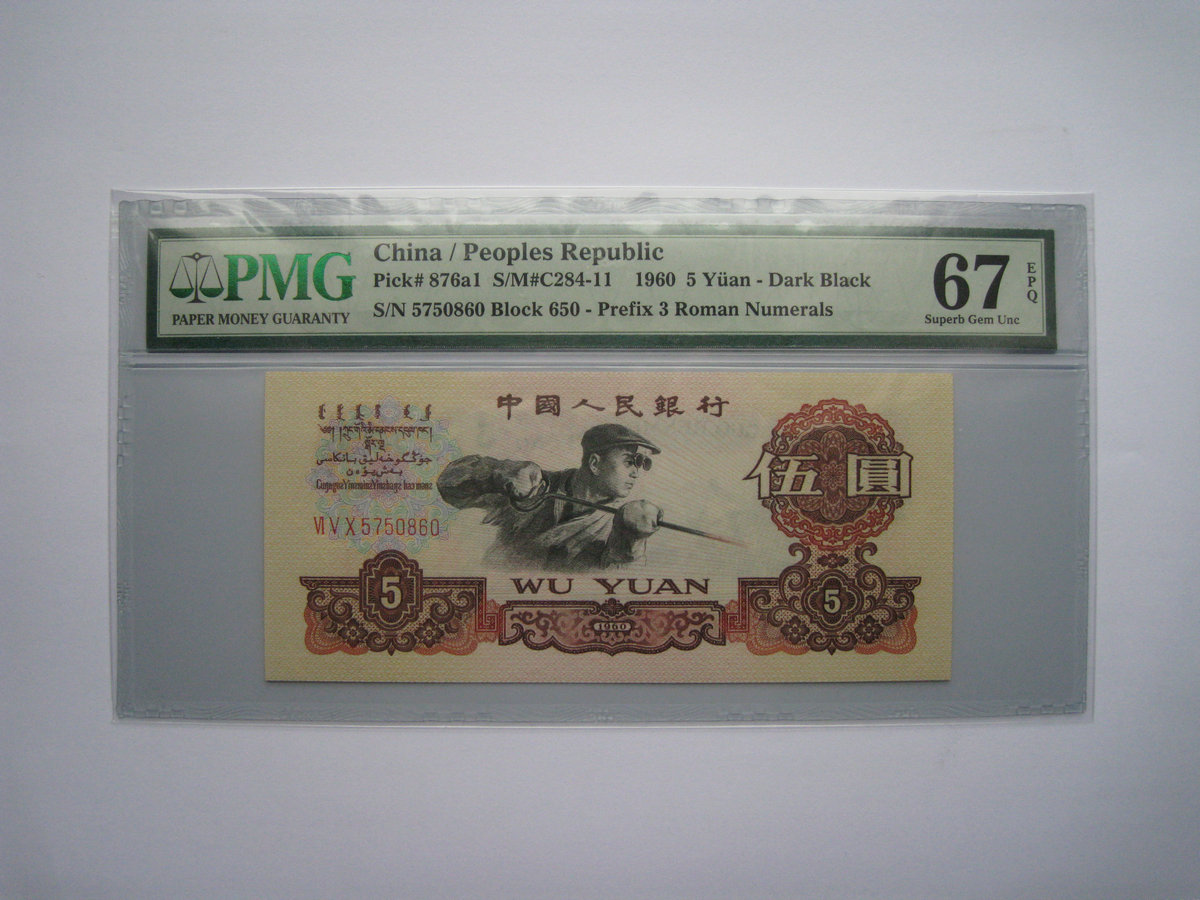 PMG
PAPER MONEY GUARANTY
China / Peoples Republic
Pick# 876a1 S/M#C284-11 1960 5 Yüan - Dark Black
S/N 5750860 Block 650 - Prefix 3 Roman Numerals
67
EPQ
Superb Gem Unc
中國人民銀行
伍圓
VI V X 5750860
5
WU YUAN
1960
5